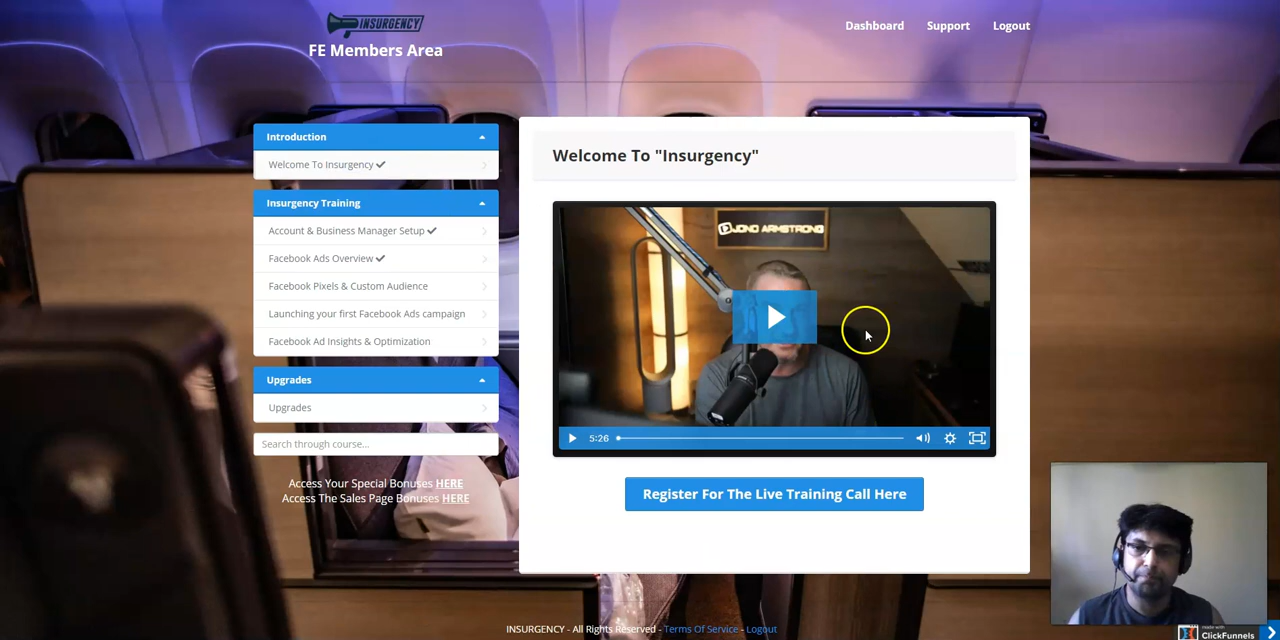 INSURGENCY
FE Members Area
Dashboard
Support
Logout
Introduction
Welcome To Insurgency
Insurgency Training
Account & Business Manager Setup
Facebook Ads Overview
Facebook Pixels & Custom Audience
Launching your first Facebook Ads campaign
Facebook Ad Insights & Optimization
Upgrades
Upgrades
Search through course...
Access Your Special Bonuses HERE
Access The Sales Page Bonuses HERE
Welcome To "Insurgency"
JONO ARMSTRONG
5:26
Register For The Live Training Call Here
INSURGENCY - All Rights Reserved - Terms Of Service - Logout
made with
ClickFunnels